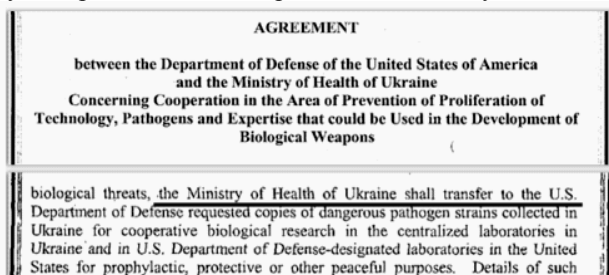 AGREEMENT
between the Department of Defense of the United States of America
and the Ministry of Health of Ukraine
Concerning Cooperation in the Area of Prevention of Proliferation of
Technology, Pathogens and Expertise that could be Used in the Development of
Biological Weapons
biological threats, the Ministry of Health of Ukraine shall transfer to the U.S.
Department of Defense requested copies of dangerous pathogen strains collected in
Ukraine for cooperative biological research in the centralized laboratories in
Ukraine and in U.S. Department of Defense-designated laboratories in the United
States for prophylactic, protective or other peaceful purposes. Details of such